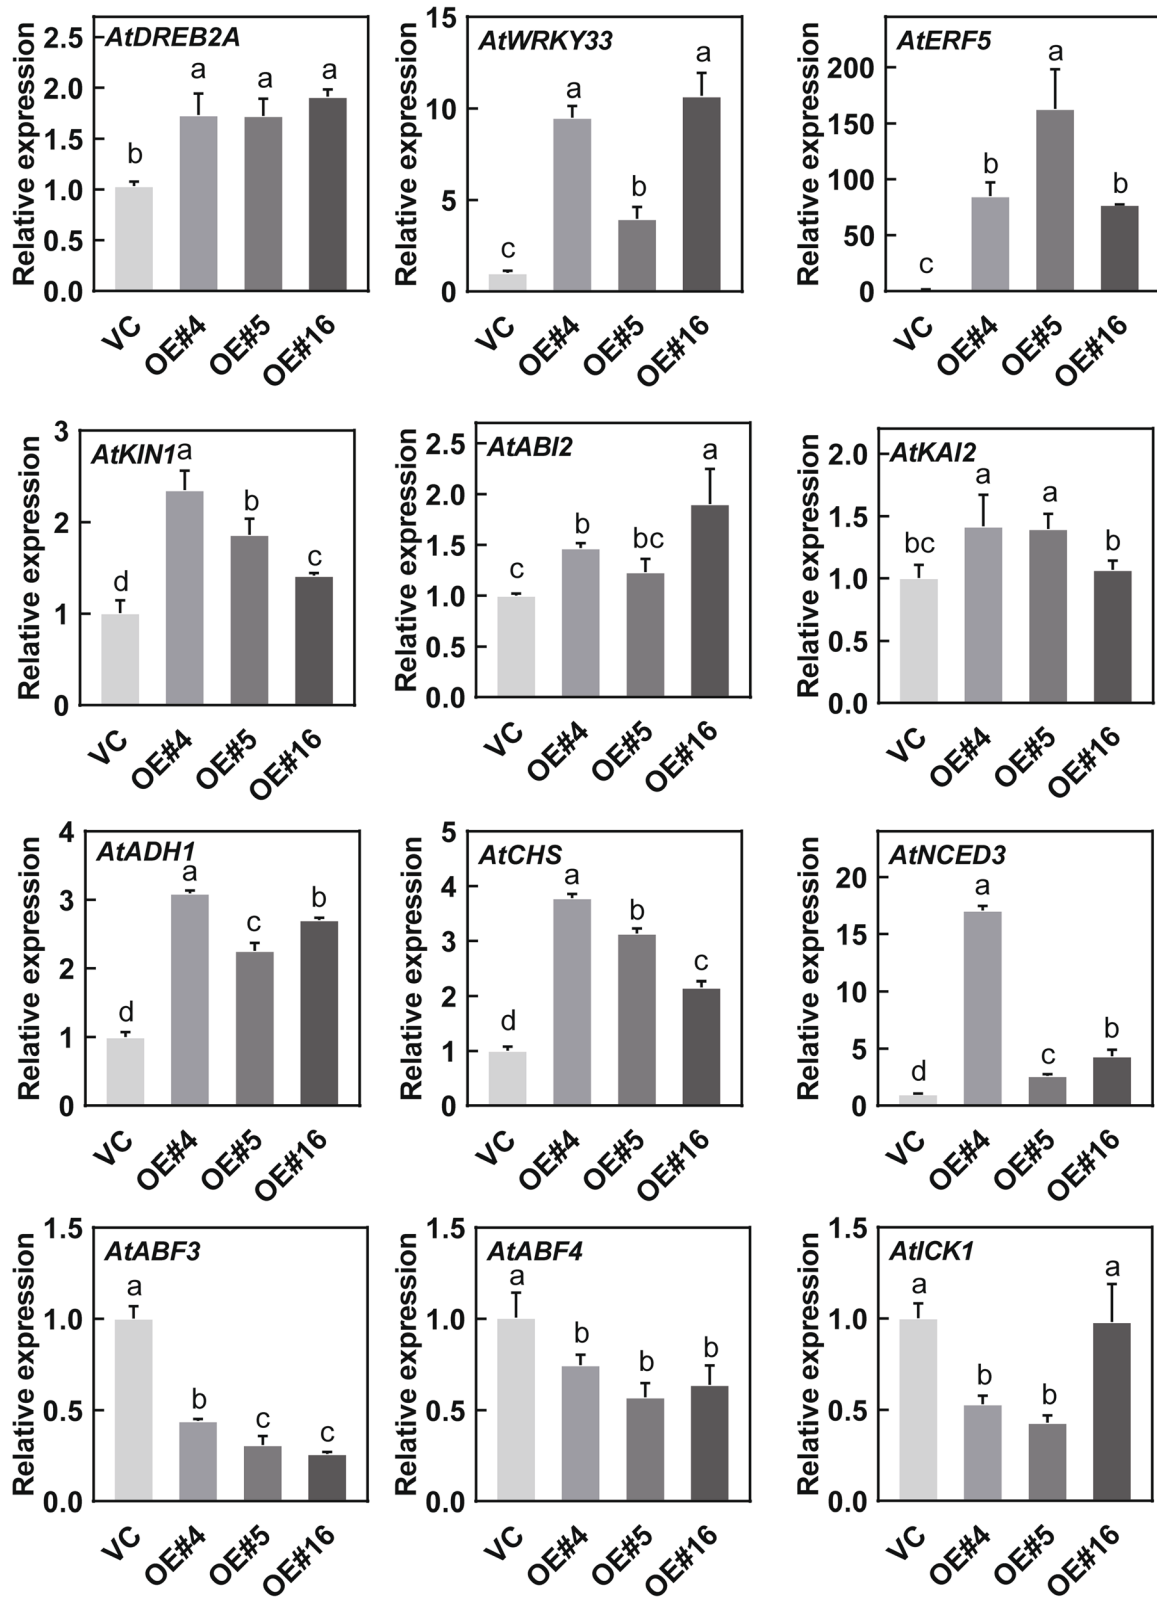 AtDREB2A
Relative expression
2.5
2.0
1.5
1.0
0.5
0.0
b
a
a
a
VC
OE#4
OE#5
OE#16
AtWRKY33
Relative expression
15
10
5
0
c
a
b
a
VC
OE#4
OE#5
OE#16
AtERF5
Relative expression
200
150
100
50
0
c
b
a
b
VC
OE#4
OE#5
OE#16
AtKIN1
Relative expression
3
2
1
0
d
a
b
c
VC
OE#4
OE#5
OE#16
AtABI2
Relative expression
2.5
2.0
1.5
1.0
0.5
0.0
c
b
bc
a
VC
OE#4
OE#5
OE#16
AtKAI2
Relative expression
2.0
1.5
1.0
0.5
0.0
bc
a
a
b
VC
OE#4
OE#5
OE#16
AtADH1
Relative expression
4
3
2
1
0
d
a
c
b
VC
OE#4
OE#5
OE#16
AtCHS
Relative expression
5
4
3
2
1
0
d
a
b
c
VC
OE#4
OE#5
OE#16
AtNCED3
Relative expression
20
15
10
5
0
d
a
c
b
VC
OE#4
OE#5
OE#16
AtABF3
Relative expression
1.5
1.0
0.5
0.0
a
b
c
c
VC
OE#4
OE#5
OE#16
AtABF4
Relative expression
1.5
1.0
0.5
0.0
a
b
b
b
VC
OE#4
OE#5
OE#16
AtICK1
Relative expression
1.5
1.0
0.5
0.0
a
b
b
a
VC
OE#4
OE#5
OE#16